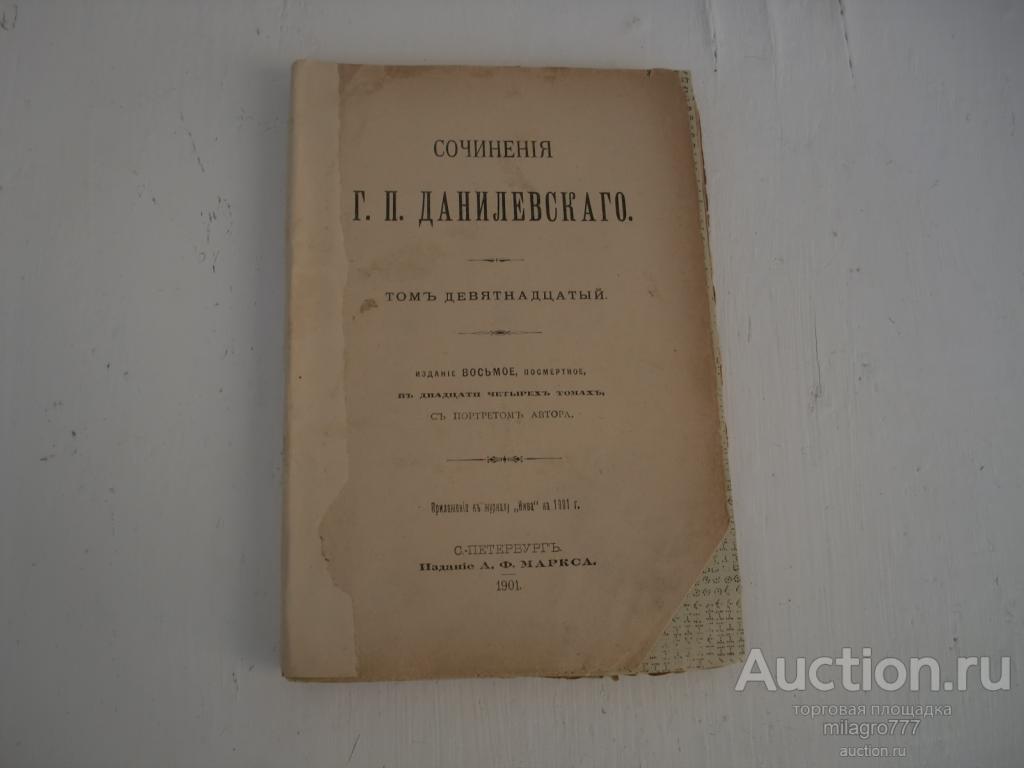 СОЧИНЕНІЯ
Г. П. ДАНИЛЕВСКАГО.
ТОМЪ ДЕВЯТНАДЦАТЫЙ.
ИЗДАНІЕ ВОСЬМОЕ, ПОСМЕРТНОЕ,
ВЪ ДВАДЦАТИ ЧЕТЫРЕХЪ ТОМАХЪ,
СЪ ПОРТРЕТОМЪ АВТОРА.
Приложеніе къ журналу „Нива“ на 1901 г.
С.-ПЕТЕРБУРГЪ.
Изданіе А. Ф. МАРКСА.
1901.
Auction.ru
торговая площадка
milagro777
auction.ru